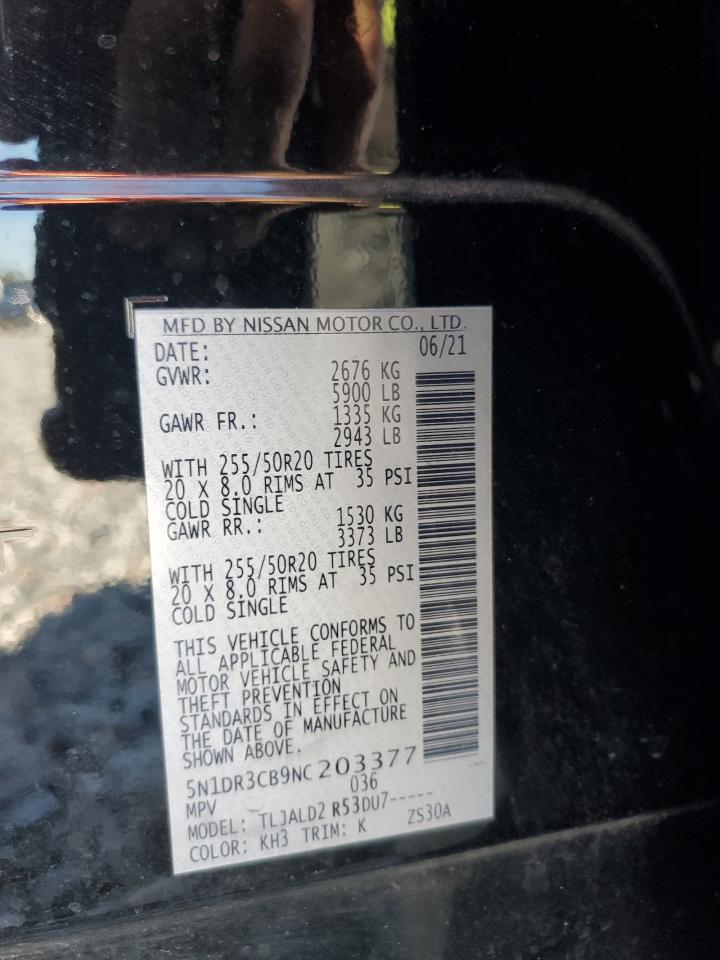 MFD BY NISSAN MOTOR CO., LTD.
DATE: 06/21
GVWR: 2676 KG
5900 LB
GAWR FR.: 1335 KG
2943 LB
WITH 255/50R20 TIRES
20 X 8.0 RIMS AT 35 PSI
COLD SINGLE
GAWR RR.: 1530 KG
3373 LB
WITH 255/50R20 TIRES
20 X 8.0 RIMS AT 35 PSI
COLD SINGLE
THIS VEHICLE CONFORMS TO
ALL APPLICABLE FEDERAL
MOTOR VEHICLE SAFETY AND
THEFT PREVENTION
STANDARDS IN EFFECT ON
THE DATE OF MANUFACTURE
SHOWN ABOVE.
5N1DR3CB9NC203377
MPV 036
MODEL: TLJALD2 R53DU7-----
COLOR: KH3 TRIM: K ZS30A